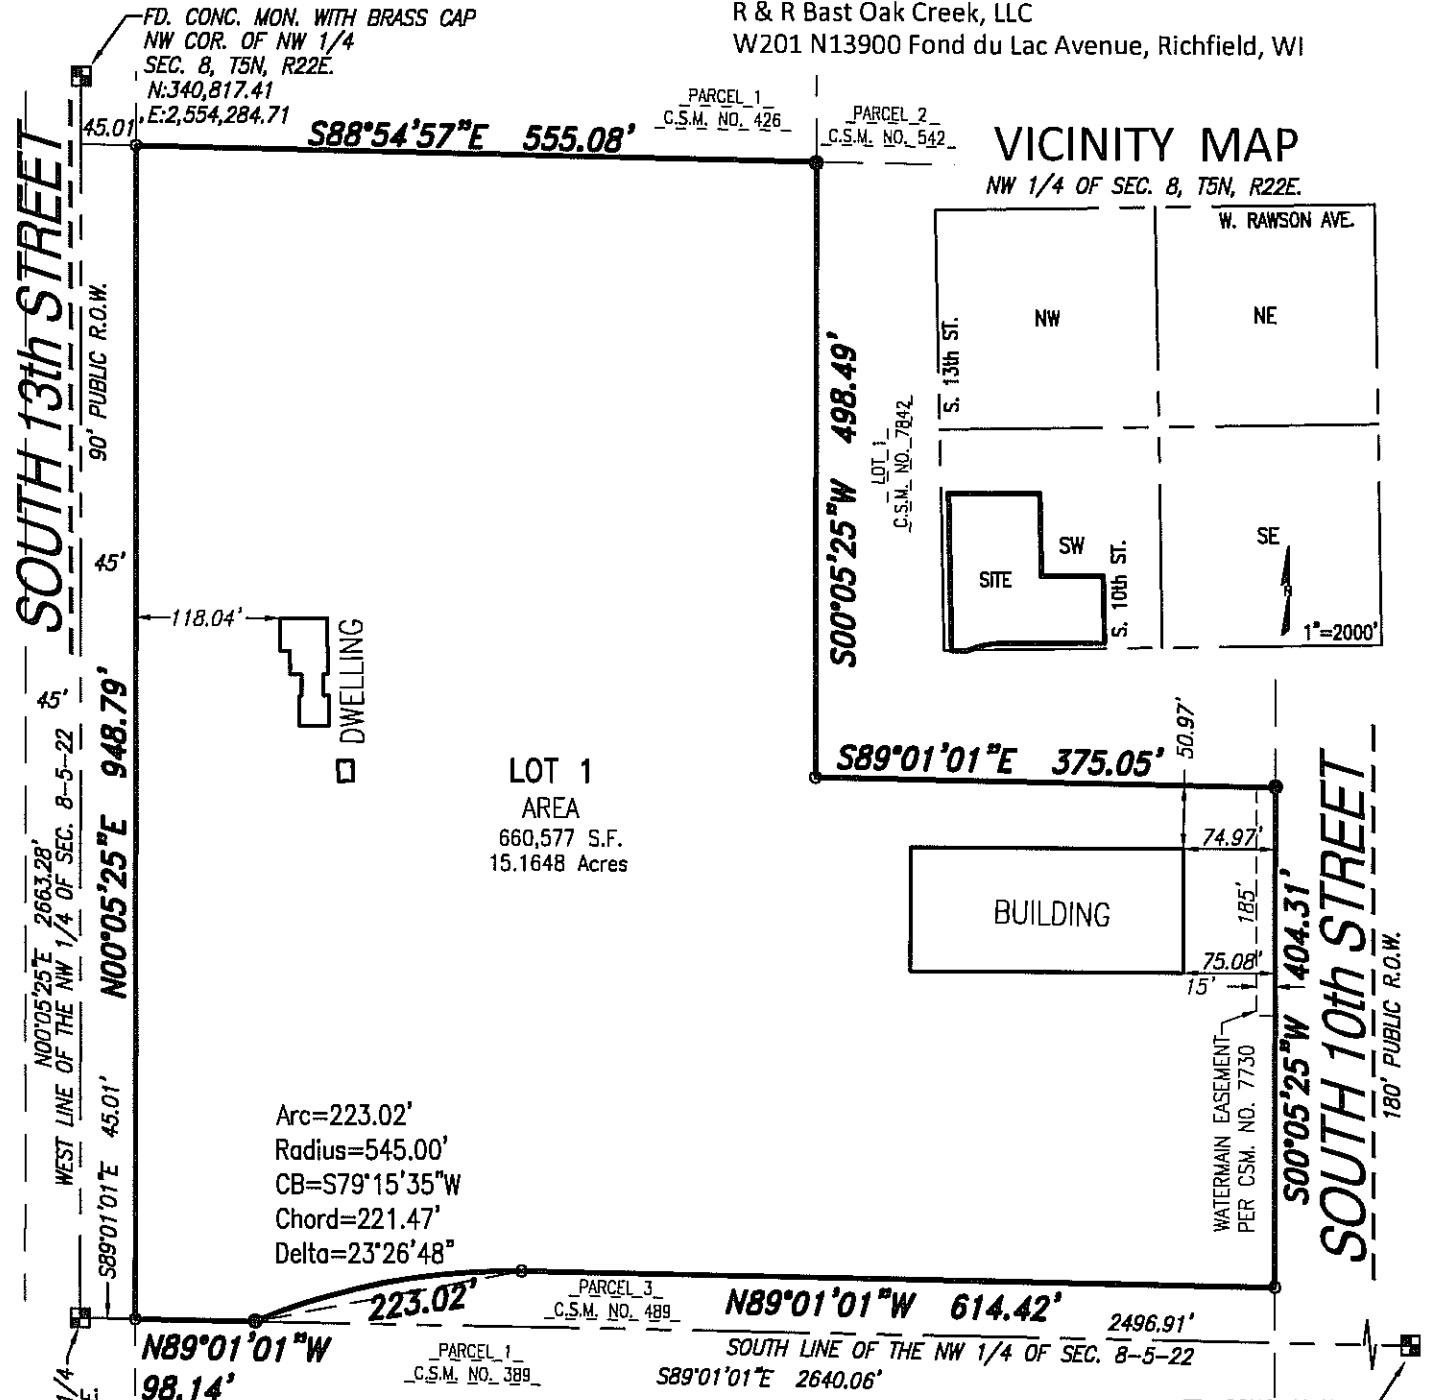 R & R Bast Oak Creek, LLC
W201 N13900 Fond du Lac Avenue, Richfield, WI
FD. CONC. MON. WITH BRASS CAP
NW COR. OF NW 1/4
SEC. 8, T5N, R22E.
N:340,817.41
E:2,554,284.71
45.01
S88°54'57"E 555.08'
PARCEL 1
C.S.M. NO. 426
PARCEL 2
C.S.M. NO. 542
VICINITY MAP
NW 1/4 OF SEC. 8, T5N, R22E.
W. RAWSON AVE.
NW
NE
S. 13th ST.
SW
SE
SITE
S. 10th ST.
N
1"=2000'
SOUTH 13th STREET
90' PUBLIC R.O.W.
45'
45'
118.04'
DWELLING
S00°05'25"W 498.49'
LOT 1
C.S.M. NO. 7842
N00°05'25"E 948.79'
N00°05'25"E 2663.28'
WEST LINE OF THE NW 1/4 OF SEC. 8-5-22
LOT 1
AREA
660,577 S.F.
15.1648 Acres
S89°01'01"E 375.05'
50.97'
74.97'
185'
BUILDING
75.08'
15'
S00°05'25"W 404.31'
SOUTH 10th STREET
180' PUBLIC R.O.W.
WATERMAIN EASEMENT
PER CSM. NO. 7730
Arc=223.02'
Radius=545.00'
CB=S79°15'35"W
Chord=221.47'
Delta=23°26'48"
S89°01'01"E 45.01'
223.02'
PARCEL 3
C.S.M. NO. 489
N89°01'01"W 614.42'
2496.91'
SOUTH LINE OF THE NW 1/4 OF SEC. 8-5-22
S89°01'01"E 2640.06'
N89°01'01"W
98.14'
PARCEL 1
C.S.M. NO. 389
1/4